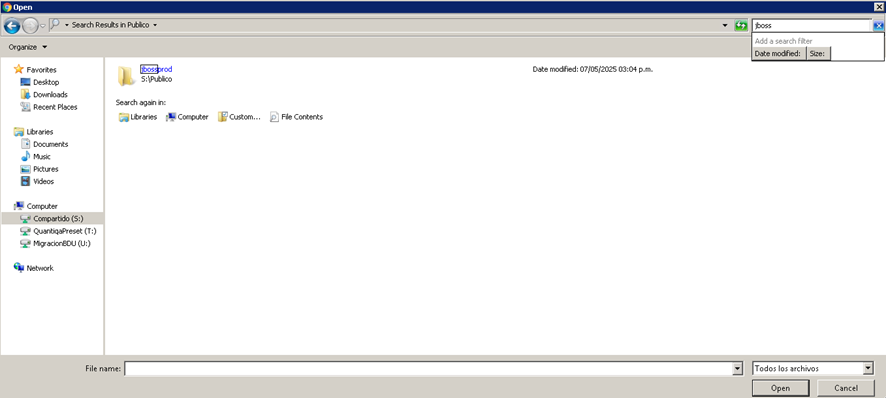 Open
Search Results in Publico
jboss
Add a search filter
Date modified: Size:
Organize
Favorites
Desktop
Downloads
Recent Places
Libraries
Documents
Music
Pictures
Videos
Computer
Compartido (S:)
QuantiqaPreset (T:)
MigracionBDU (U:)
Network
jbossprod
S:\Publico
Date modified: 07/05/2025 03:04 p.m.
Search again in:
Libraries Computer Custom... File Contents
File name:
Todos los archivos
Open Cancel